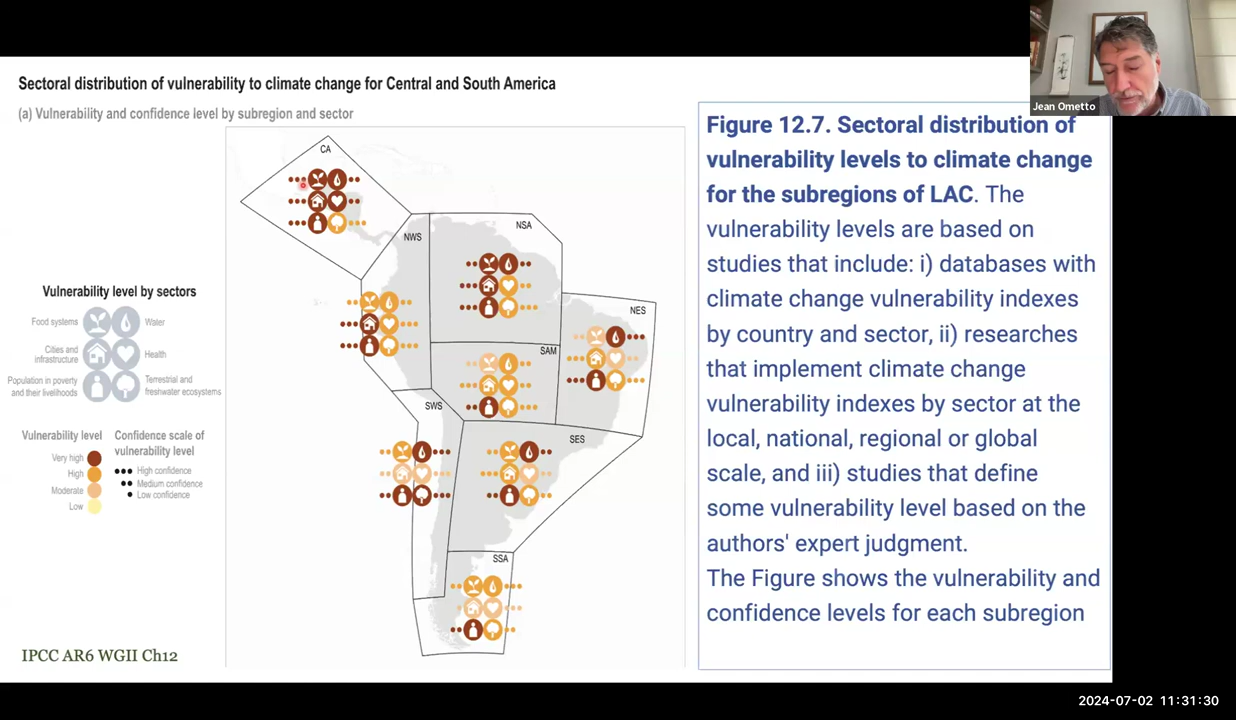 Sectoral distribution of vulnerability to climate change for Central and South America
(a) Vulnerability and confidence level by subregion and sector
CA
NWS
NSA
NES
SAM
SWS
SES
SSA
Vulnerability level by sectors
Food systems
Water
Cities and
infrastructure
Health
Population in poverty
and their livelihoods
Terrestrial and
freshwater ecosystems
Vulnerability level
Very high
High
Moderate
Low
Confidence scale of
vulnerability level
High confidence
Medium confidence
Low confidence
IPCC AR6 WGII Ch12
Jean Ometto
Figure 12.7. Sectoral distribution of
vulnerability levels to climate change
for the subregions of LAC. The
vulnerability levels are based on
studies that include: i) databases with
climate change vulnerability indexes
by country and sector, ii) researches
that implement climate change
vulnerability indexes by sector at the
local, national, regional or global
scale, and iii) studies that define
some vulnerability level based on the
authors' expert judgment.
The Figure shows the vulnerability and
confidence levels for each subregion
2024-07-02 11:31:30